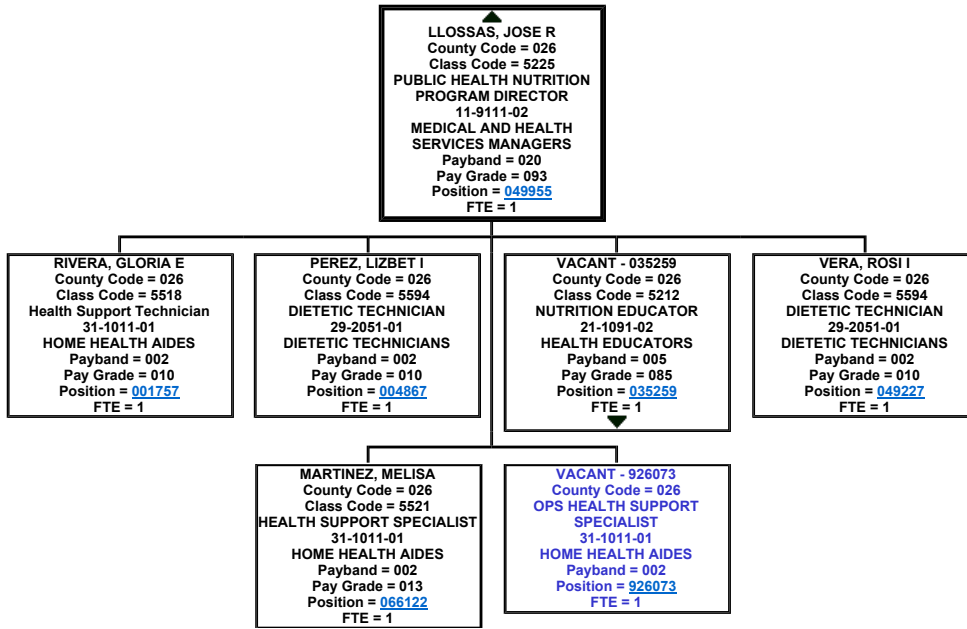 LLOSSAS, JOSE R
County Code = 026
Class Code = 5225
PUBLIC HEALTH NUTRITION
PROGRAM DIRECTOR
11-9111-02
MEDICAL AND HEALTH
SERVICES MANAGERS
Payband = 020
Pay Grade = 093
Position = 049955
FTE = 1
RIVERA, GLORIA E
County Code = 026
Class Code = 5518
Health Support Technician
31-1011-01
HOME HEALTH AIDES
Payband = 002
Pay Grade = 010
Position = 001757
FTE = 1
PEREZ, LIZBET I
County Code = 026
Class Code = 5594
DIETETIC TECHNICIAN
29-2051-01
DIETETIC TECHNICIANS
Payband = 002
Pay Grade = 010
Position = 004867
FTE = 1
VACANT - 035259
County Code = 026
Class Code = 5212
NUTRITION EDUCATOR
21-1091-02
HEALTH EDUCATORS
Payband = 005
Pay Grade = 085
Position = 035259
FTE = 1
VERA, ROSI I
County Code = 026
Class Code = 5594
DIETETIC TECHNICIAN
29-2051-01
DIETETIC TECHNICIANS
Payband = 002
Pay Grade = 010
Position = 049227
FTE = 1
MARTINEZ, MELISA
County Code = 026
Class Code = 5521
HEALTH SUPPORT SPECIALIST
31-1011-01
HOME HEALTH AIDES
Payband = 002
Pay Grade = 013
Position = 066122
FTE = 1
VACANT - 926073
County Code = 026
OPS HEALTH SUPPORT
SPECIALIST
31-1011-01
HOME HEALTH AIDES
Payband = 002
Position = 926073
FTE = 1